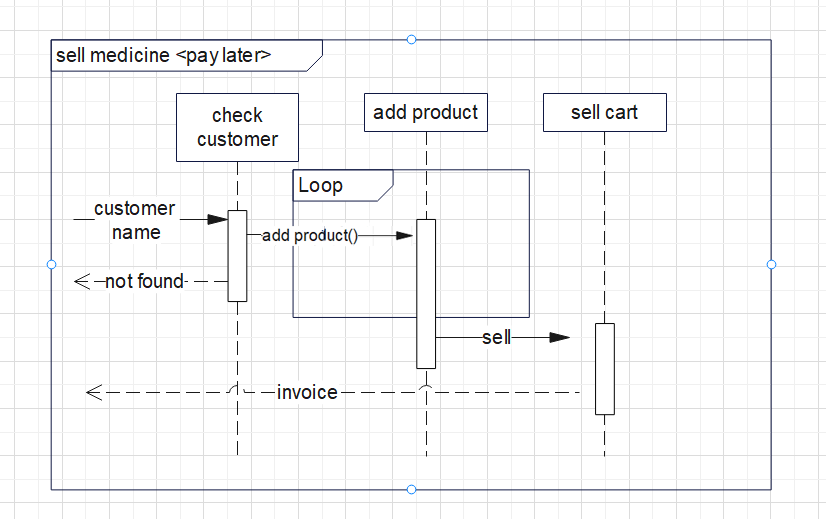 sell medicine <pay later>
check
customer
add product
sell cart
Loop
customer
name
add product()
not found
sell
invoice